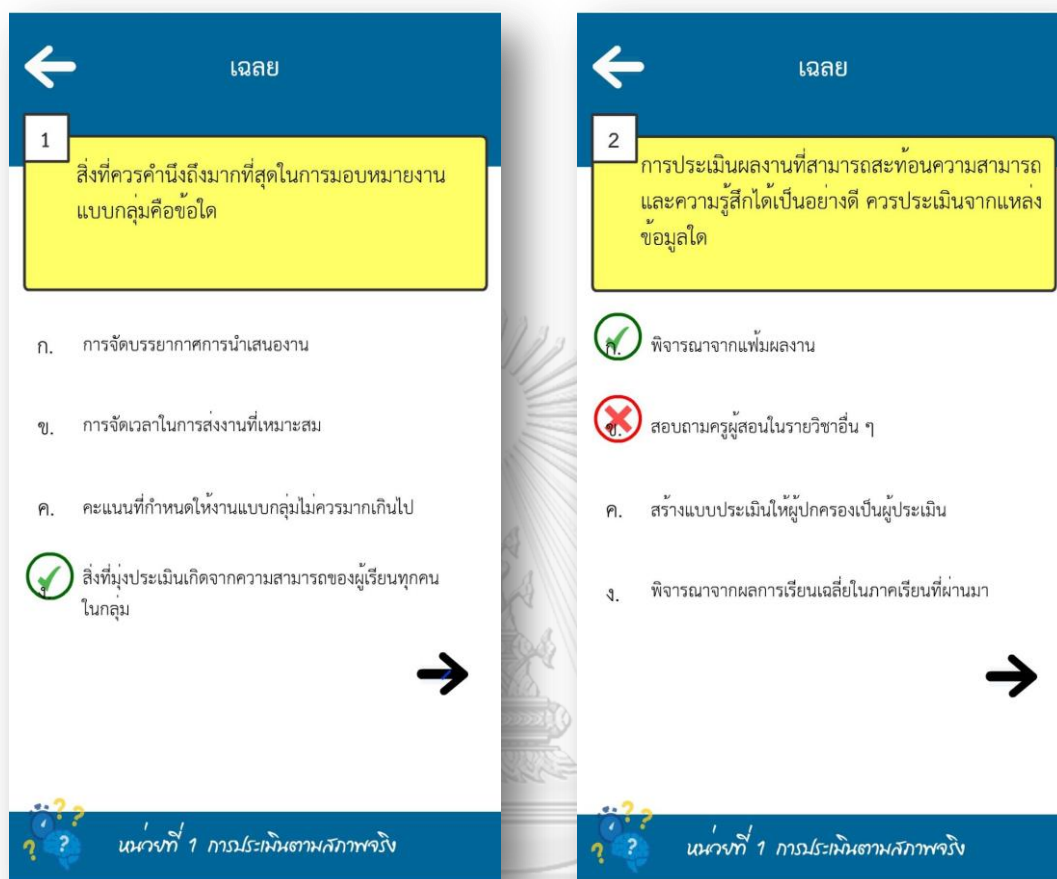 เฉลย
1
สิ่งที่ควรคำนึงถึงมากที่สุดในการมอบหมายงาน
แบบกลุ่มคือข้อใด
ก. การจัดบรรยากาศการนำเสนองาน
ข. การจัดเวลาในการส่งงานที่เหมาะสม
ค. คะแนนที่กำหนดให้งานแบบกลุ่มไม่ควรมากเกินไป
ง. สิ่งที่มุ่งประเมินเกิดจากความสามารถของผู้เรียนทุกคน
ในกลุ่ม
หน่วยที่ 1 การประเมินตามสภาพจริง
เฉลย
2
การประเมินผลงานที่สามารถสะท้อนความสามารถ
และความรู้สึกได้เป็นอย่างดี ควรประเมินจากแหล่ง
ข้อมูลใด
ก. พิจารณาจากแฟ้มผลงาน
ข. สอบถามครูผู้สอนในรายวิชาอื่น ๆ
ค. สร้างแบบประเมินให้ผู้ปกครองเป็นผู้ประเมิน
ง. พิจารณาจากผลการเรียนเฉลี่ยในภาคเรียนที่ผ่านมา
หน่วยที่ 1 การประเมินตามสภาพจริง